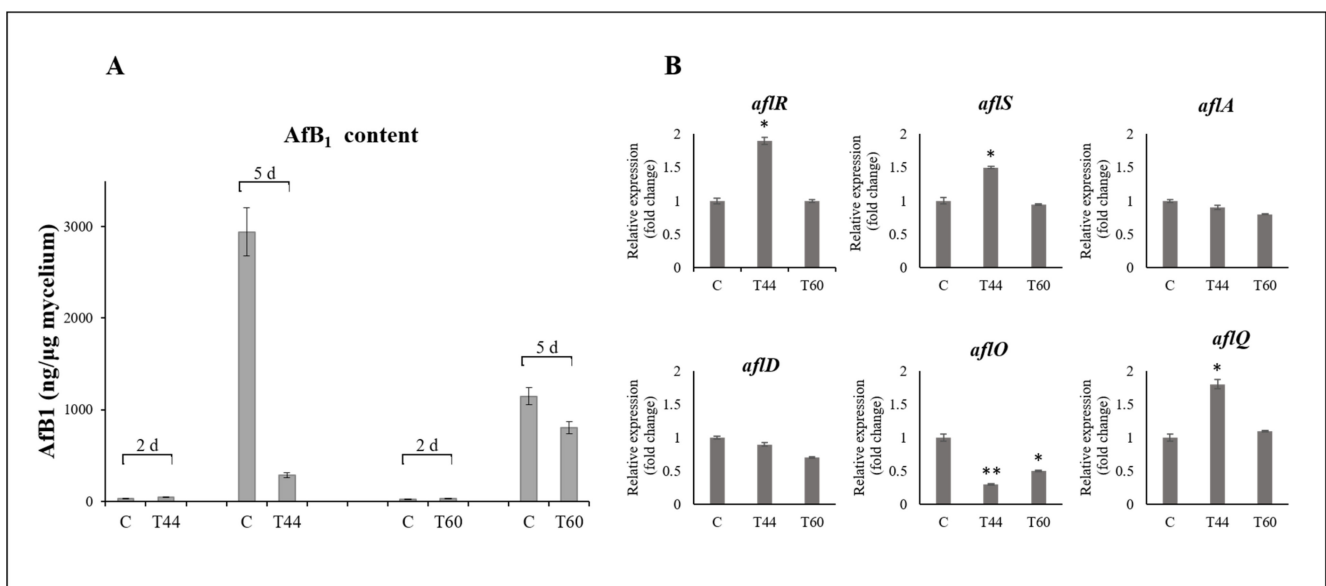 A
B
AfB1 content
AfB1 (ng/µg mycelium)
3000
2000
1000
0
2 d
5 d
2 d
5 d
C T44 C T44 C T60 C T60
aflR
*
Relative expression
(fold change)
2
1.5
1
0.5
0
C T44 T60
aflS
*
Relative expression
(fold change)
2
1.5
1
0.5
0
C T44 T60
aflA
Relative expression
(fold change)
2
1.5
1
0.5
0
C T44 T60
aflD
Relative expression
(fold change)
2
1.5
1
0.5
0
C T44 T60
aflO
** *
Relative expression
(fold change)
2
1.5
1
0.5
0
C T44 T60
aflQ
*
Relative expression
(fold change)
2
1.5
1
0.5
0
C T44 T60